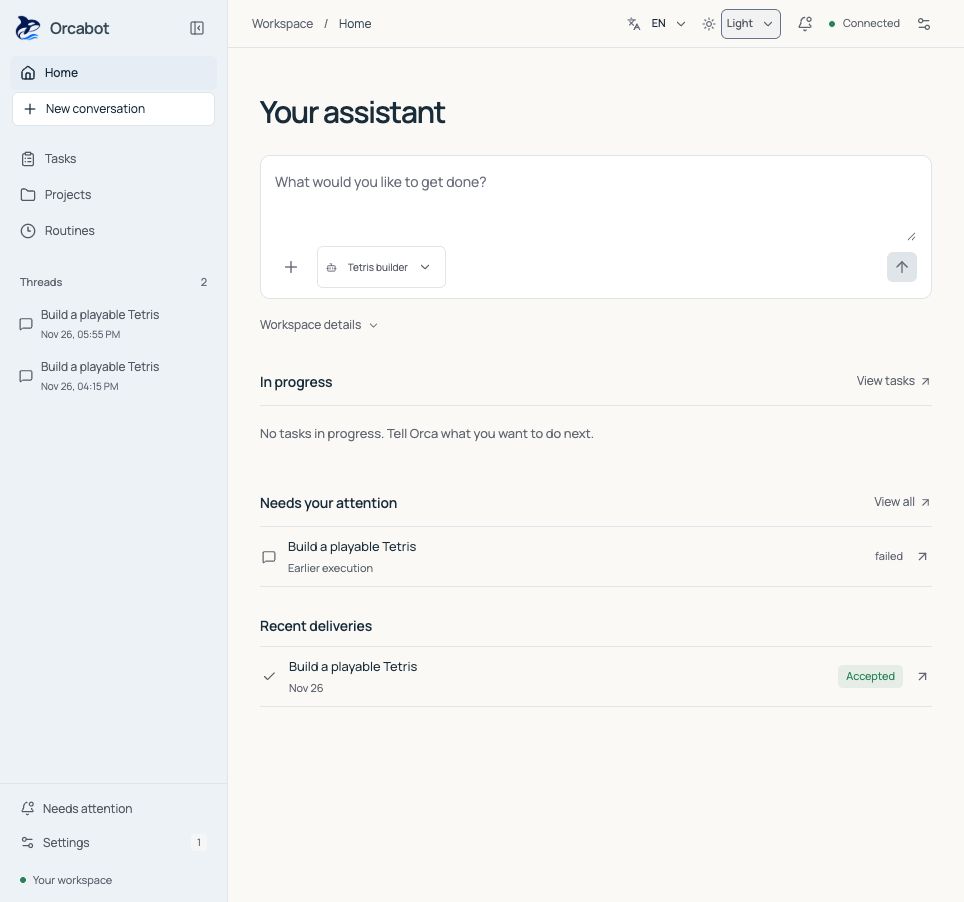 Orcabot
Home
New conversation
Tasks
Projects
Routines
Threads 2
Build a playable Tetris
Nov 26, 05:55 PM
Build a playable Tetris
Nov 26, 04:15 PM
Needs attention
Settings 1
Your workspace
Workspace / Home EN Light Connected
Your assistant
What would you like to get done?
Tetris builder
Workspace details
In progress View tasks
No tasks in progress. Tell Orca what you want to do next.
Needs your attention View all
Build a playable Tetris
Earlier execution failed
Recent deliveries
Build a playable Tetris
Nov 26 Accepted